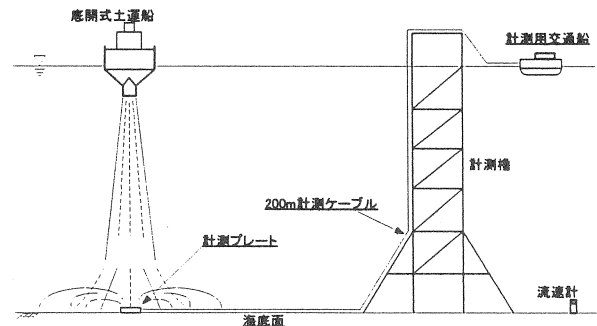 底開式土運船
計測用交通船
計測櫓
200m計測ケーブル
計測プレート
流速計
海底面